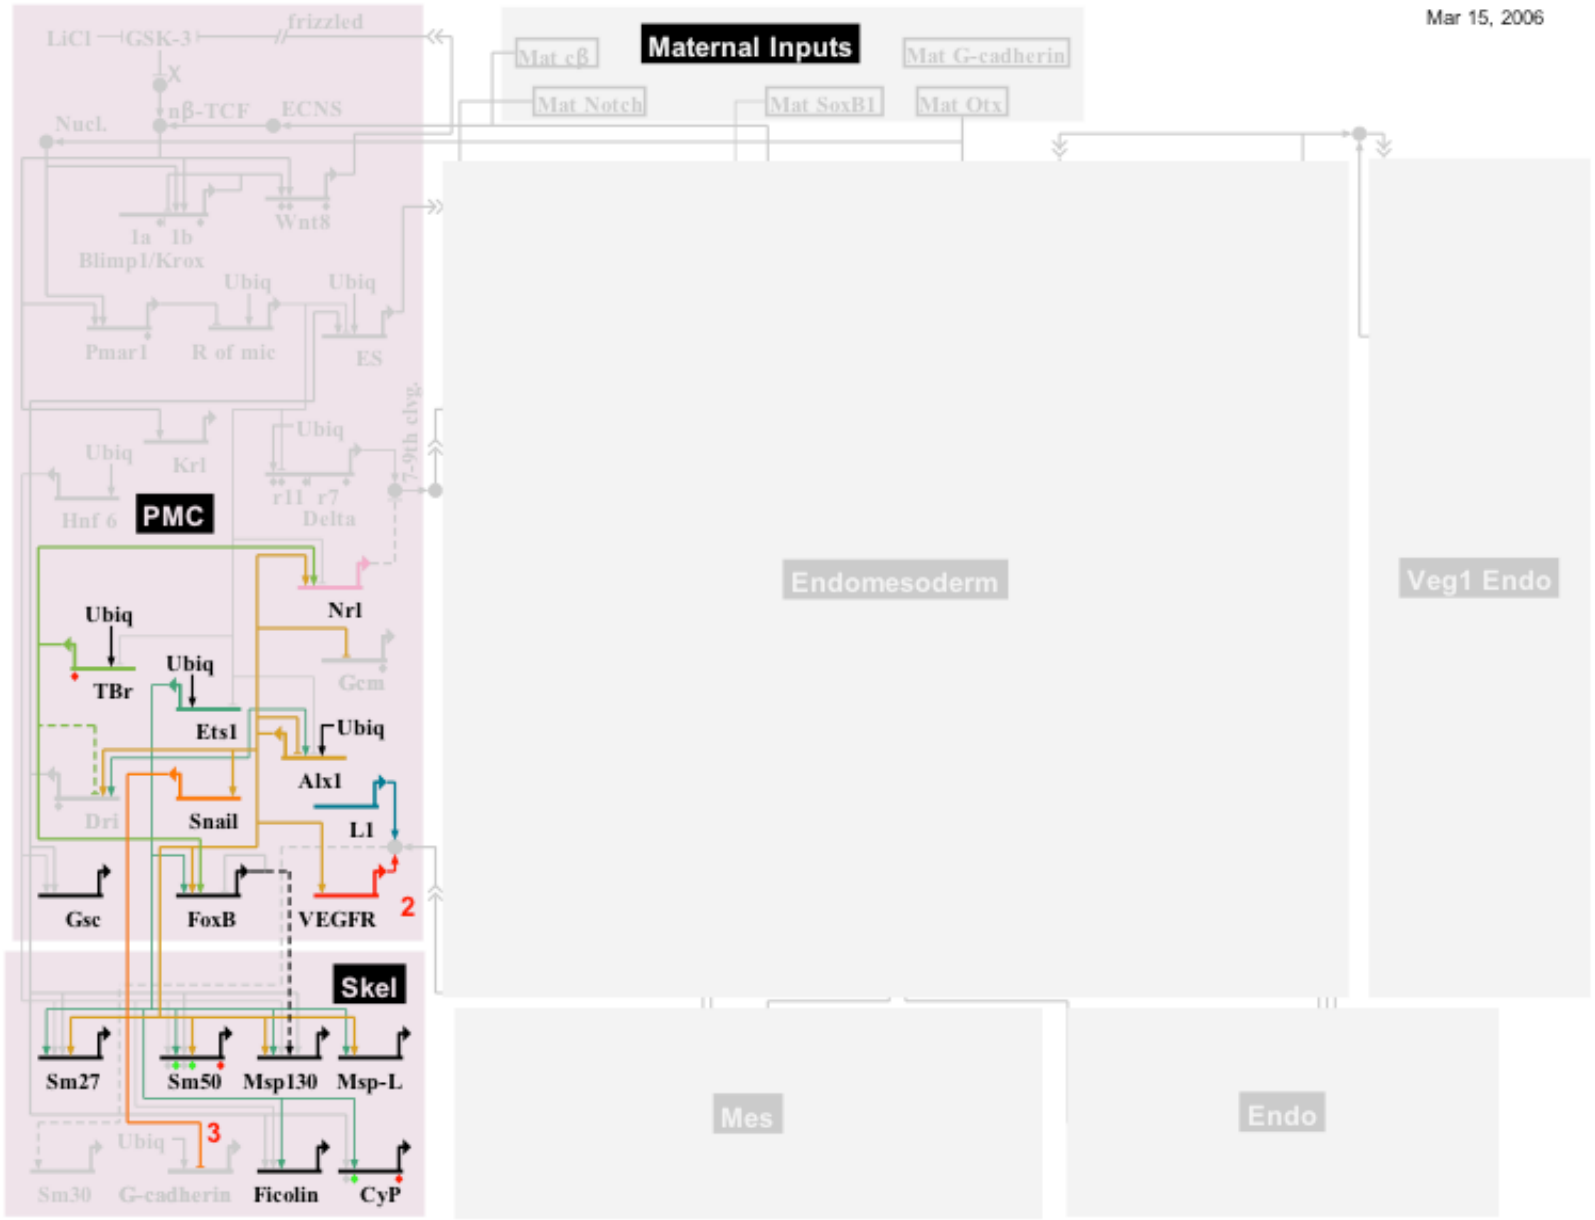 Mar 15, 2006
LiCl GSK-3 frizzled
Maternal Inputs
Mat cβ Mat G-cadherin
Mat Notch Mat SoxB1 Mat Otx
X
nβ-TCF ECNS
Nucl.
1a 1b
Blimp1/Krox
Wnt8
Ubiq Ubiq
Pmar1 R of mic ES
7-9th clvg.
Ubiq
Krl
Ubiq
r11 r7
Delta
Hnf 6
PMC
Nrl
Endomesoderm
Veg1 Endo
Ubiq
TBr
Gcm
Ubiq
Ets1
Ubiq
Alx1
Dri
Snail
L1
Gsc
FoxB
VEGFR
2
Skel
Sm27 Sm50 Msp130 Msp-L
3
Ubiq
Sm30 G-cadherin Ficolin CyP
Mes
Endo